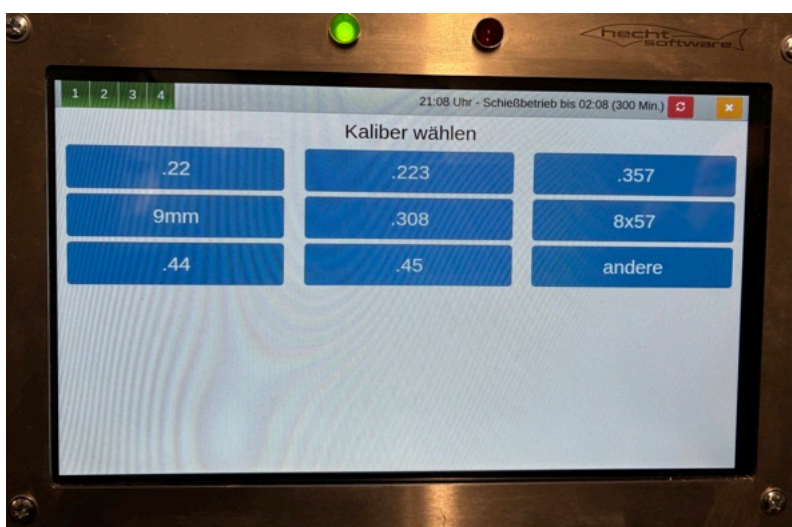 hecht
software
1 2 3 4
21:08 Uhr - Schießbetrieb bis 02:08 (300 Min.)
Kaliber wählen
.22 .223 .357
9mm .308 8x57
.44 .45 andere